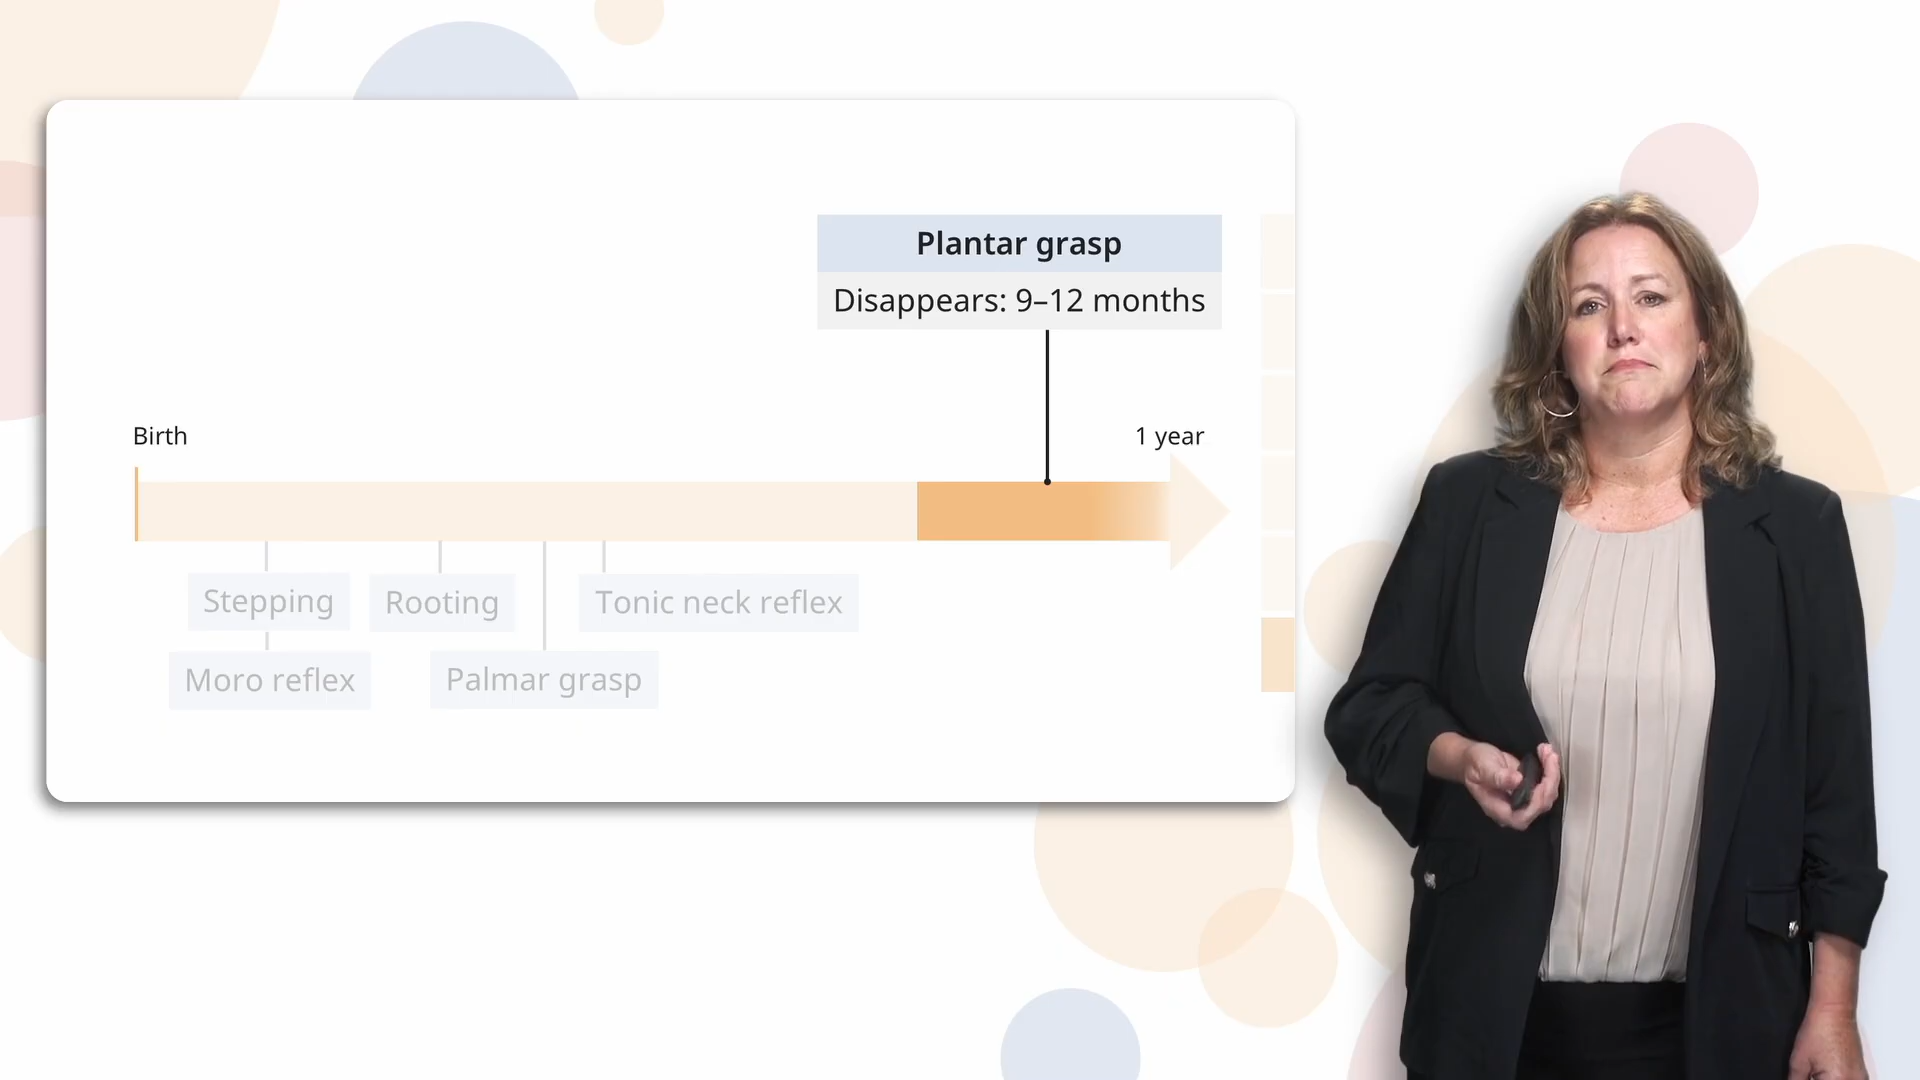 Plantar grasp
Disappears: 9–12 months
Birth
1 year
Stepping
Rooting
Tonic neck reflex
Moro reflex
Palmar grasp